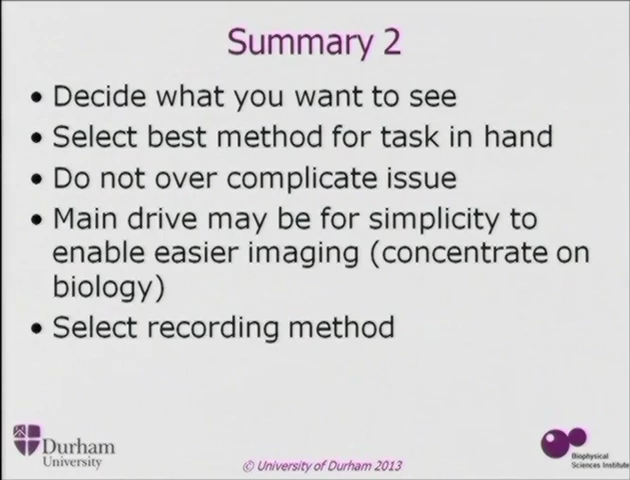 Summary 2
• Decide what you want to see
• Select best method for task in hand
• Do not over complicate issue
• Main drive may be for simplicity to
enable easier imaging (concentrate on
biology)
• Select recording method
Durham
University
© University of Durham 2013
Biophysical
Sciences Institute